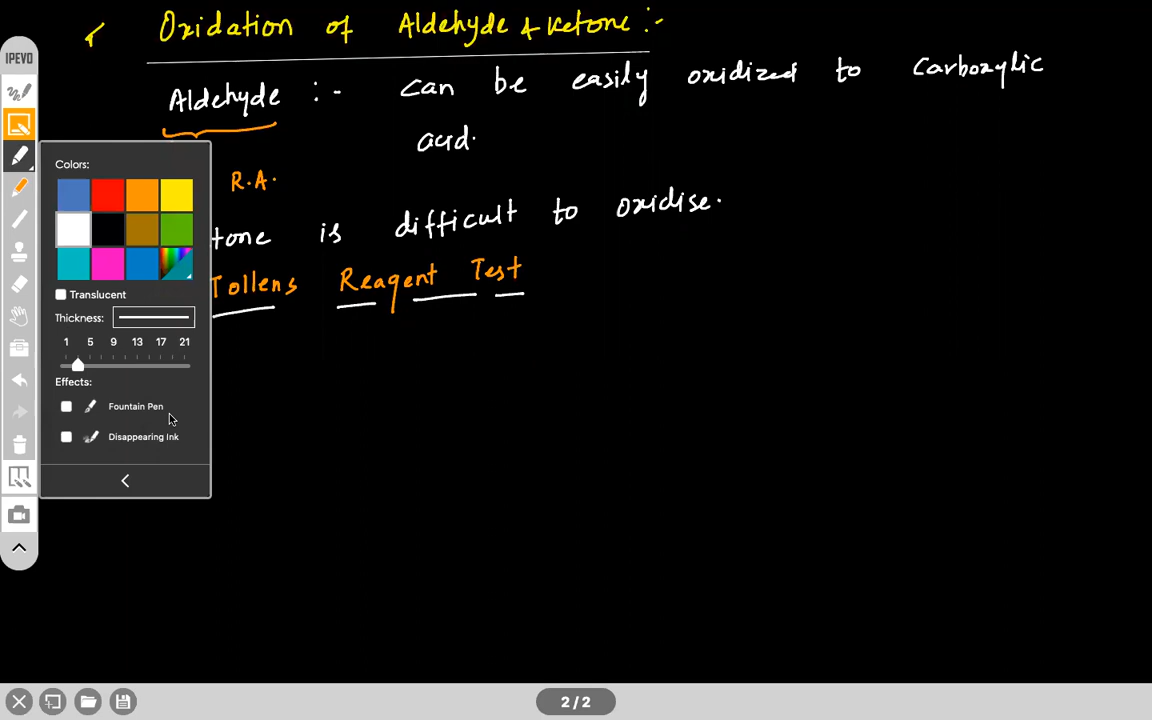 Oxidation of Aldehyde & Ketone :-
IPEVO
Aldehyde :- can be easily oxidized to carboxylic
acid.
R.A.
tone is difficult to oxidise.
Tollens Reagent Test
Colors:
Translucent
Thickness:
1 5 9 13 17 21
Effects:
Fountain Pen
Disappearing Ink
2 / 2